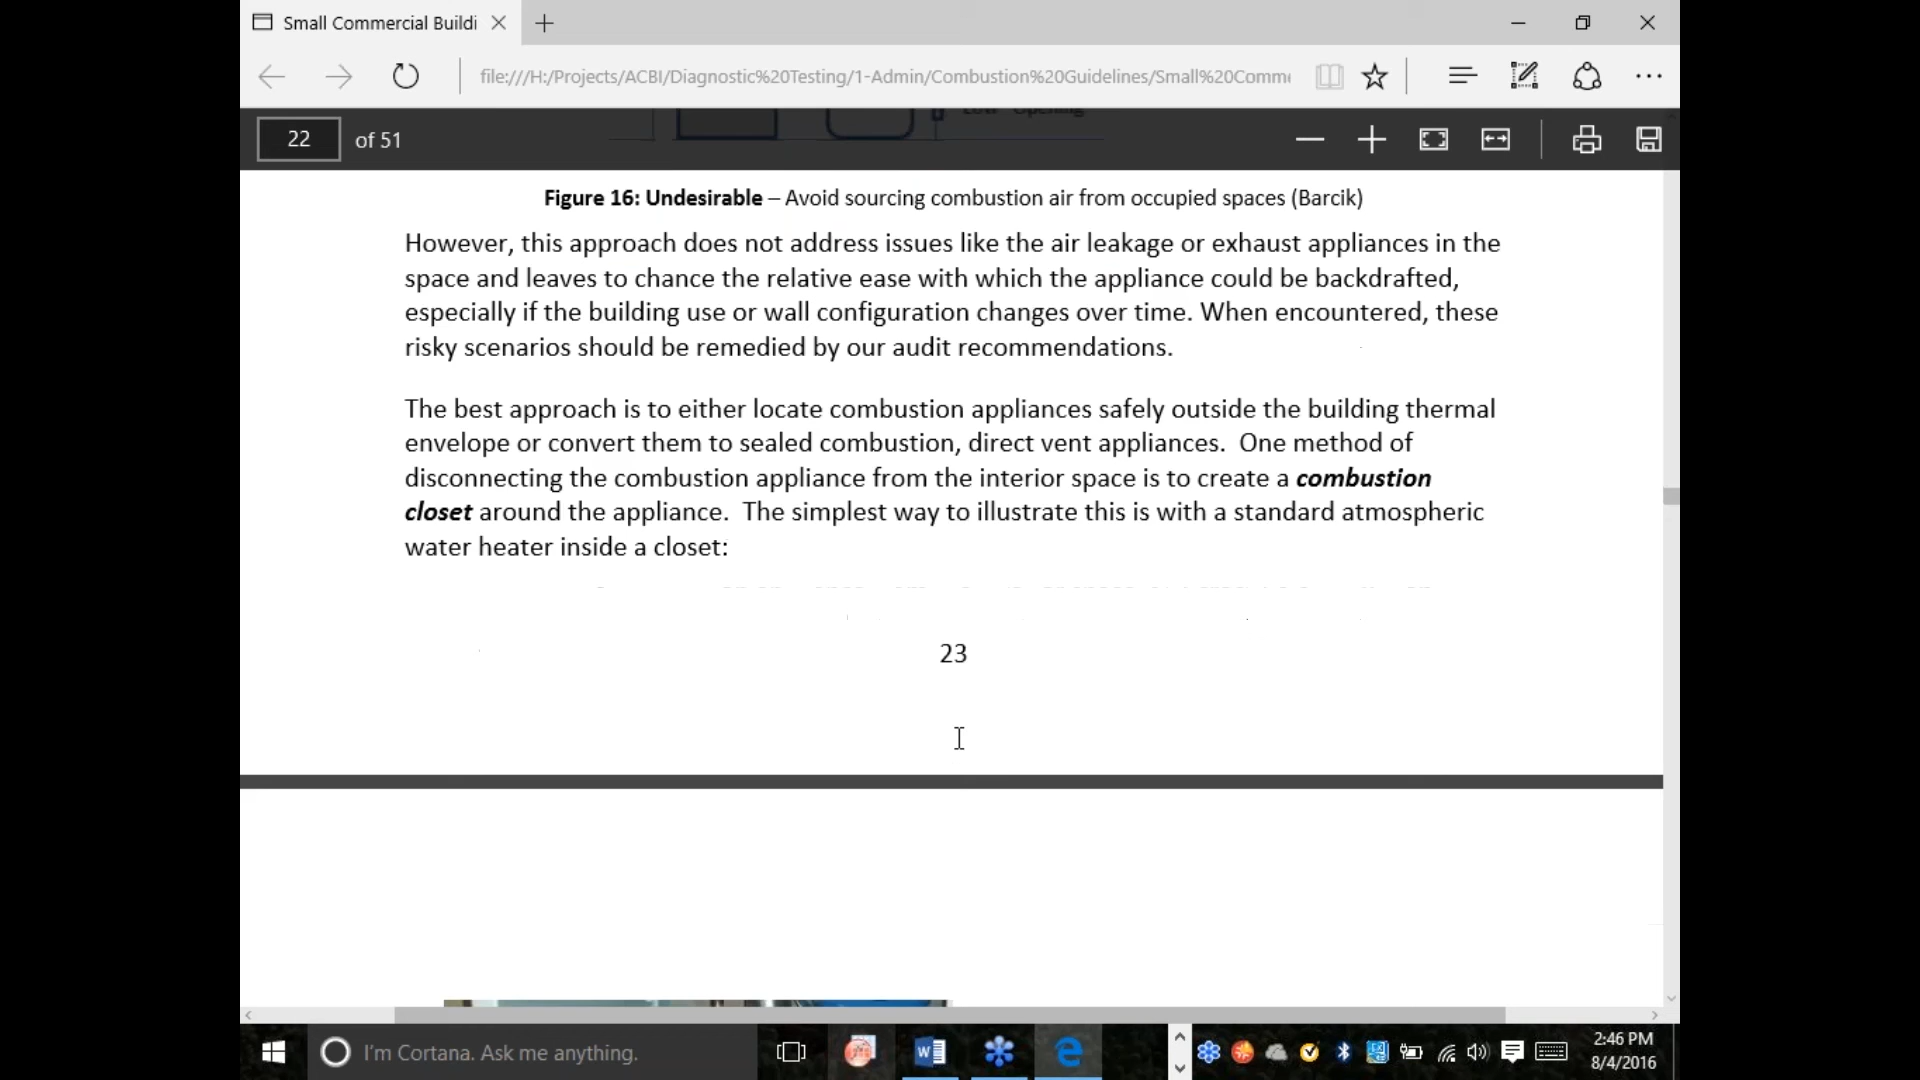 Small Commercial Buildi
file:///H:/Projects/ACBI/Diagnostic%20Testing/1-Admin/Combustion%20Guidelines/Small%20Comm
22 of 51
Figure 16: Undesirable – Avoid sourcing combustion air from occupied spaces (Barcik)
However, this approach does not address issues like the air leakage or exhaust appliances in the
space and leaves to chance the relative ease with which the appliance could be backdrafted,
especially if the building use or wall configuration changes over time. When encountered, these
risky scenarios should be remedied by our audit recommendations.
The best approach is to either locate combustion appliances safely outside the building thermal
envelope or convert them to sealed combustion, direct vent appliances. One method of
disconnecting the combustion appliance from the interior space is to create a combustion
closet around the appliance. The simplest way to illustrate this is with a standard atmospheric
water heater inside a closet:
23
I'm Cortana. Ask me anything.
2:46 PM
8/4/2016